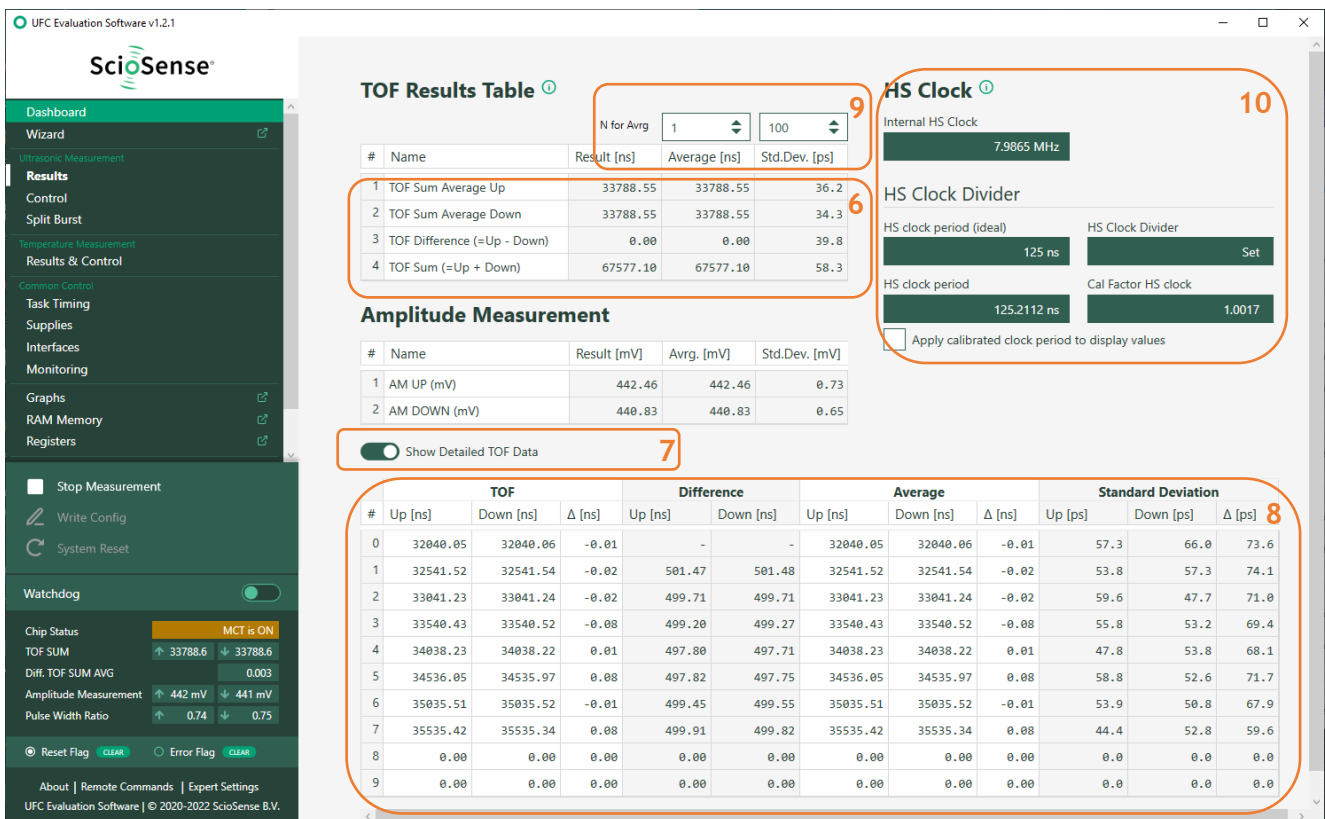 UFC Evaluation Software v1.2.1
ScioSense
Dashboard
Wizard
Ultrasonic Measurement
Results
Control
Split Burst
Temperature Measurement
Results & Control
Common Control
Task Timing
Supplies
Interfaces
Monitoring
Graphs
RAM Memory
Registers
Stop Measurement
Write Config
System Reset
Watchdog
Chip Status MCT is ON
TOF SUM ↑ 33788.6 ↓ 33788.6
Diff. TOF SUM AVG 0.003
Amplitude Measurement ↑ 442 mV ↓ 441 mV
Pulse Width Ratio ↑ 0.74 ↓ 0.75
Reset Flag CLEAR Error Flag CLEAR
About | Remote Commands | Expert Settings
UFC Evaluation Software | © 2020-2022 ScioSense B.V.
TOF Results Table
9
N for Avrg 1 100
# Name Result [ns] Average [ns] Std.Dev. [ps]
1 TOF Sum Average Up 33788.55 33788.55 36.2
6
2 TOF Sum Average Down 33788.55 33788.55 34.3
3 TOF Difference (=Up - Down) 0.00 0.00 39.8
4 TOF Sum (=Up + Down) 67577.10 67577.10 58.3
HS Clock
10
Internal HS Clock
7.9865 MHz
HS Clock Divider
HS clock period (ideal) HS Clock Divider
125 ns Set
HS clock period Cal Factor HS clock
125.2112 ns 1.0017
Apply calibrated clock period to display values
Amplitude Measurement
# Name Result [mV] Avrg. [mV] Std.Dev. [mV]
1 AM UP (mV) 442.46 442.46 0.73
2 AM DOWN (mV) 440.83 440.83 0.65
Show Detailed TOF Data 7
TOF Difference Average Standard Deviation
# Up [ns] Down [ns] Δ [ns] Up [ns] Down [ns] Up [ns] Down [ns] Δ [ns] Up [ps] Down [ps] Δ [ps] 8
0 32040.05 32040.06 -0.01 - - 32040.05 32040.06 -0.01 57.3 66.0 73.6
1 32541.52 32541.54 -0.02 501.47 501.48 32541.52 32541.54 -0.02 53.8 57.3 74.1
2 33041.23 33041.24 -0.02 499.71 499.71 33041.23 33041.24 -0.02 59.6 47.7 71.0
3 33540.43 33540.52 -0.08 499.20 499.27 33540.43 33540.52 -0.08 55.8 53.2 69.4
4 34038.23 34038.22 0.01 497.80 497.71 34038.23 34038.22 0.01 47.8 53.8 68.1
5 34536.05 34535.97 0.08 497.82 497.75 34536.05 34535.97 0.08 58.8 52.6 71.7
6 35035.51 35035.52 -0.01 499.45 499.55 35035.51 35035.52 -0.01 53.9 50.8 67.9
7 35535.42 35535.34 0.08 499.91 499.82 35535.42 35535.34 0.08 44.4 52.8 59.6
8 0.00 0.00 0.00 0.00 0.00 0.00 0.00 0.00 0.0 0.0 0.0
9 0.00 0.00 0.00 0.00 0.00 0.00 0.00 0.00 0.0 0.0 0.0